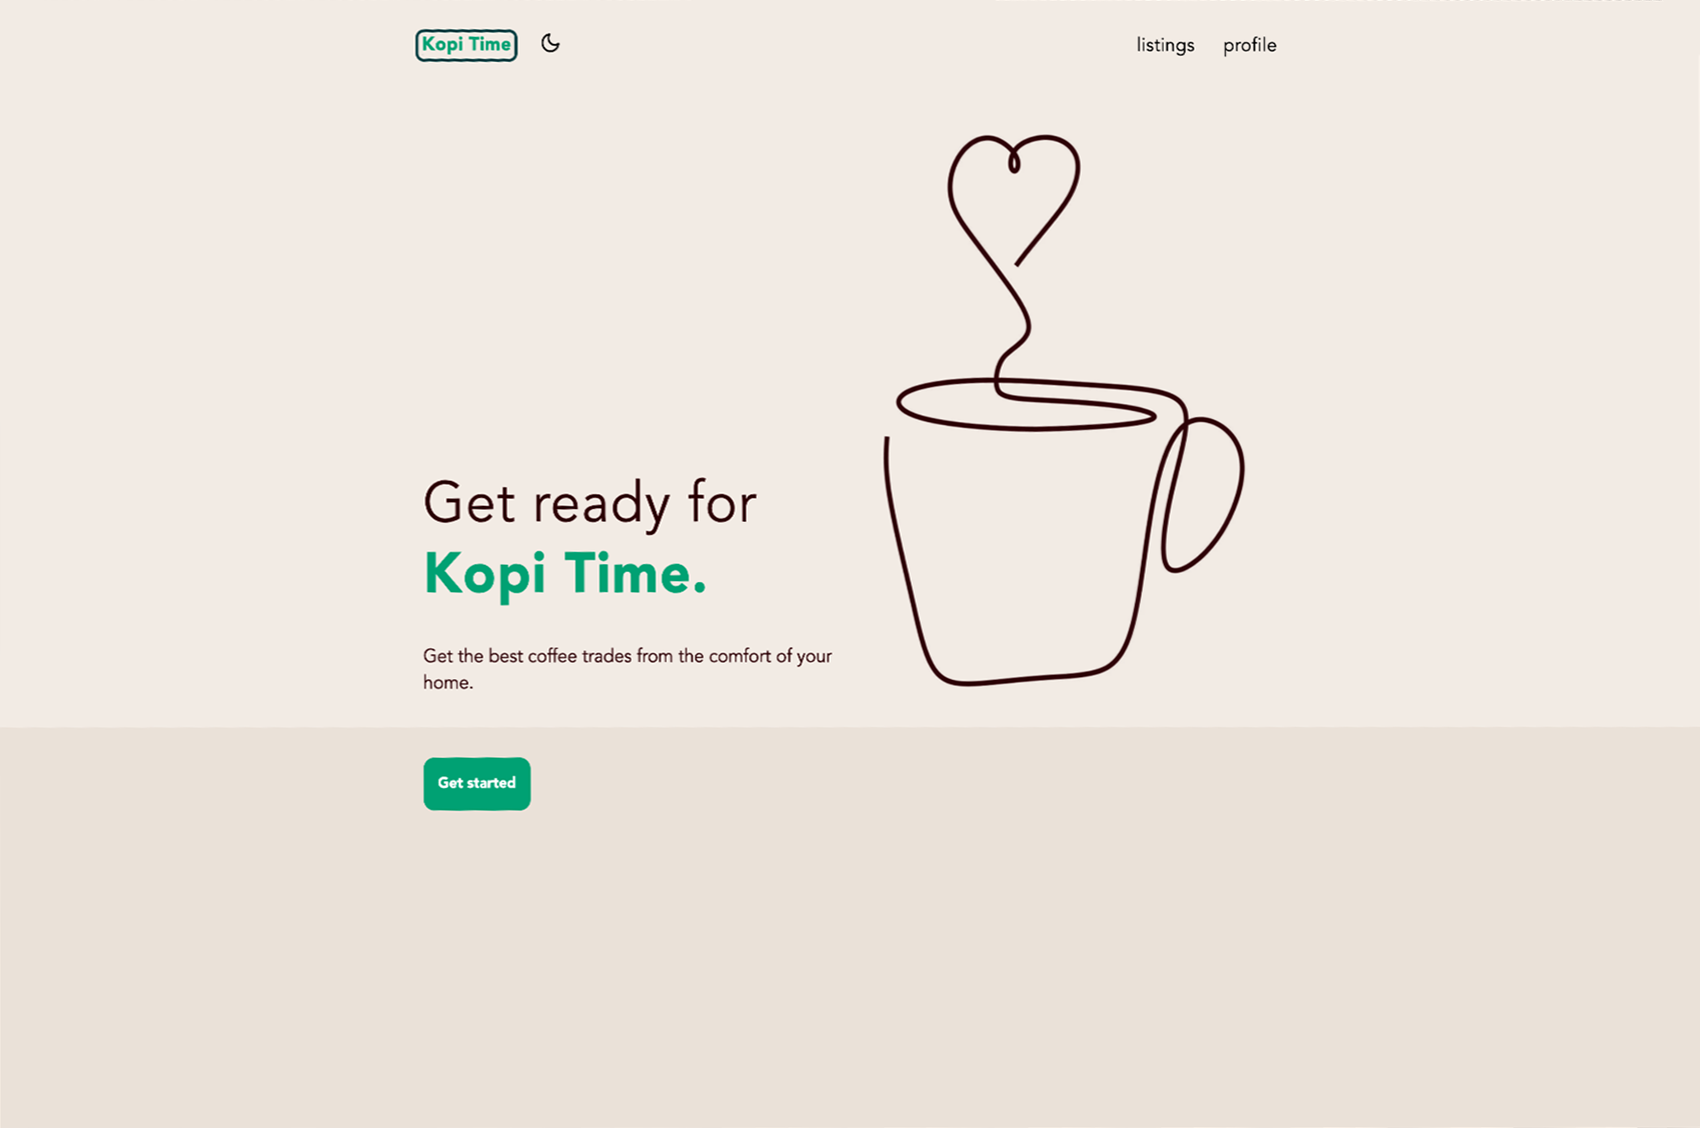 Kopi Time
listings
profile
Get ready for
Kopi Time.
Get the best coffee trades from the comfort of your
home.
Get started